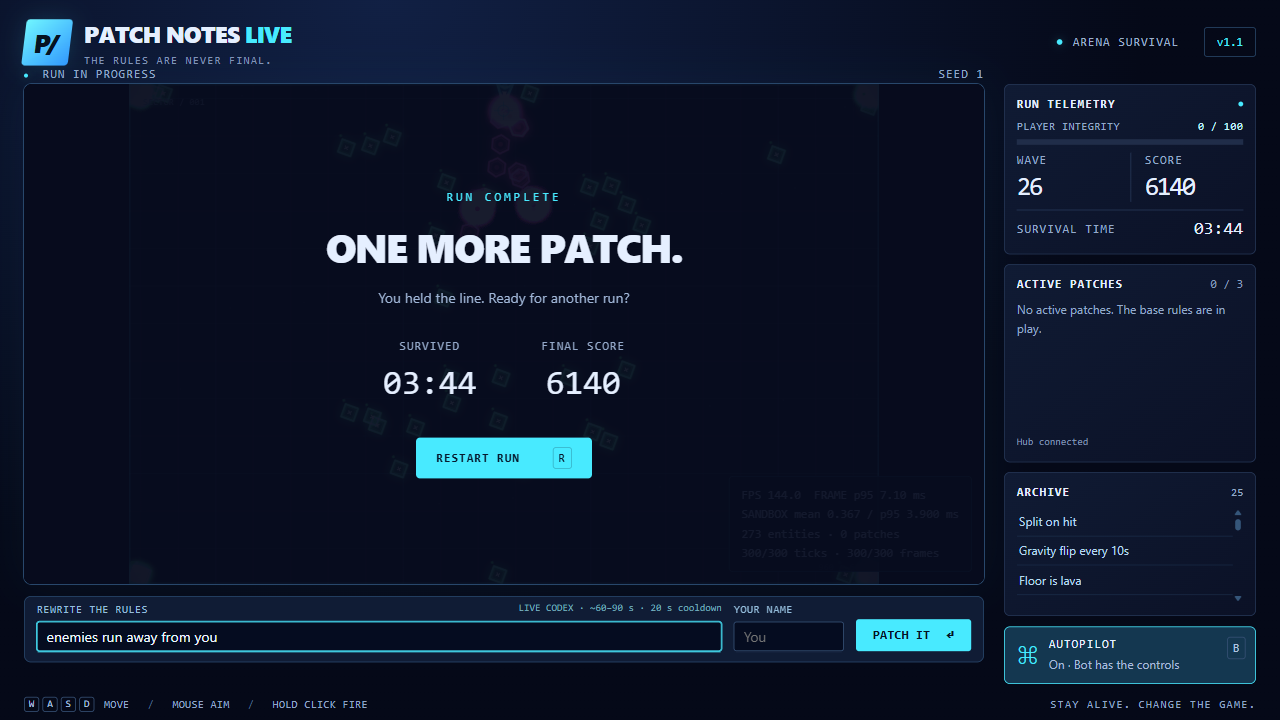 P/ PATCH NOTES LIVE
THE RULES ARE NEVER FINAL.
ARENA SURVIVAL
v1.1
RUN IN PROGRESS
SEED 1
RUN COMPLETE
ONE MORE PATCH.
You held the line. Ready for another run?
SURVIVED
FINAL SCORE
03:44
6140
RESTART RUN R
FPS 144.0 FRAME p95 7.10 ms
SANDBOX mean 0.367 / p95 3.900 ms
273 entities · 0 patches
300/300 ticks · 300/300 frames
RUN TELEMETRY
PLAYER INTEGRITY 0 / 100
WAVE
SCORE
26
6140
SURVIVAL TIME 03:44
ACTIVE PATCHES 0 / 3
No active patches. The base rules are in
play.
Hub connected
ARCHIVE 25
Split on hit
Gravity flip every 10s
Floor is lava
AUTOPILOT
On · Bot has the controls
B
REWRITE THE RULES
LIVE CODEX · ~60–90 s · 20 s cooldown
YOUR NAME
enemies run away from you
You
PATCH IT ⏎
W A S D MOVE / MOUSE AIM / HOLD CLICK FIRE
STAY ALIVE. CHANGE THE GAME.